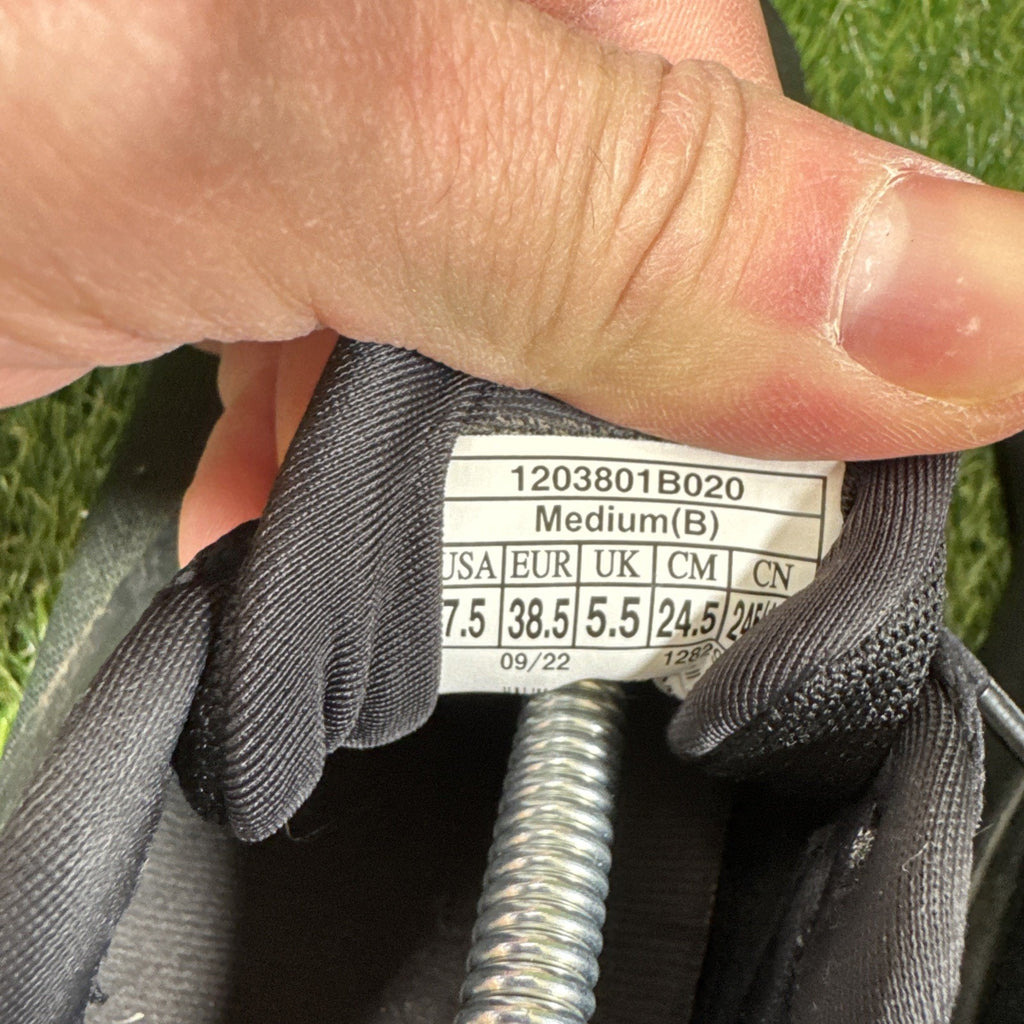 1203801B020
Medium(B)
USA EUR UK CM CN
7.5 38.5 5.5 24.5
09/22